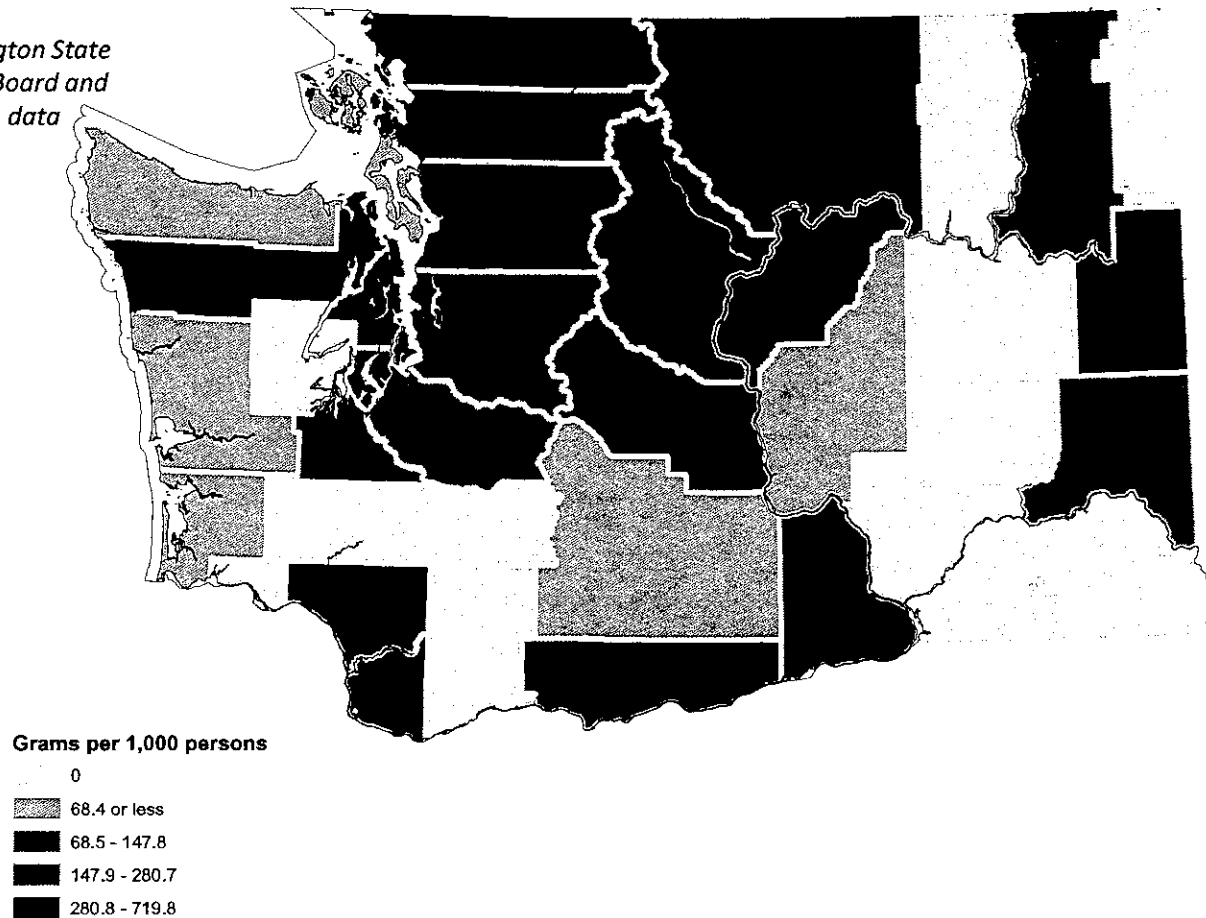 gton State
Board and
data
Grams per 1,000 persons
0
68.4 or less
68.5 - 147.8
147.9 - 280.7
280.8 - 719.8